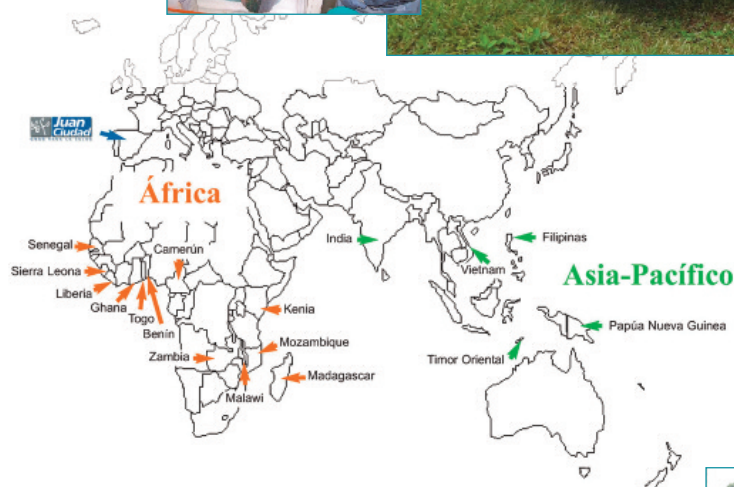 Juan
Ciudad
África
Senegal
Camerún
Sierra Leona
Liberia
Ghana
Togo
Benín
Kenia
Zambia
Mozambique
Madagascar
Malawi
India
Filipinas
Vietnam
Asia-Pacífico
Papúa Nueva Guinea
Timor Oriental